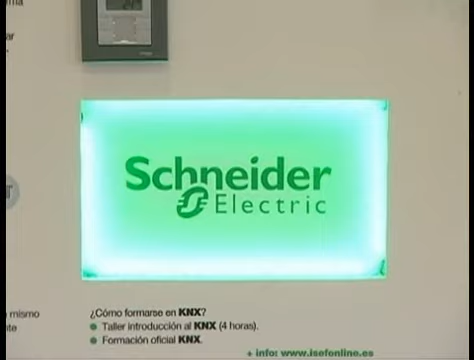 Schneider
Electric
mismo
¿Cómo formarse en KNX?
Taller introducción al KNX (4 horas).
Formación oficial KNX.
+ info: www.isefonline.es